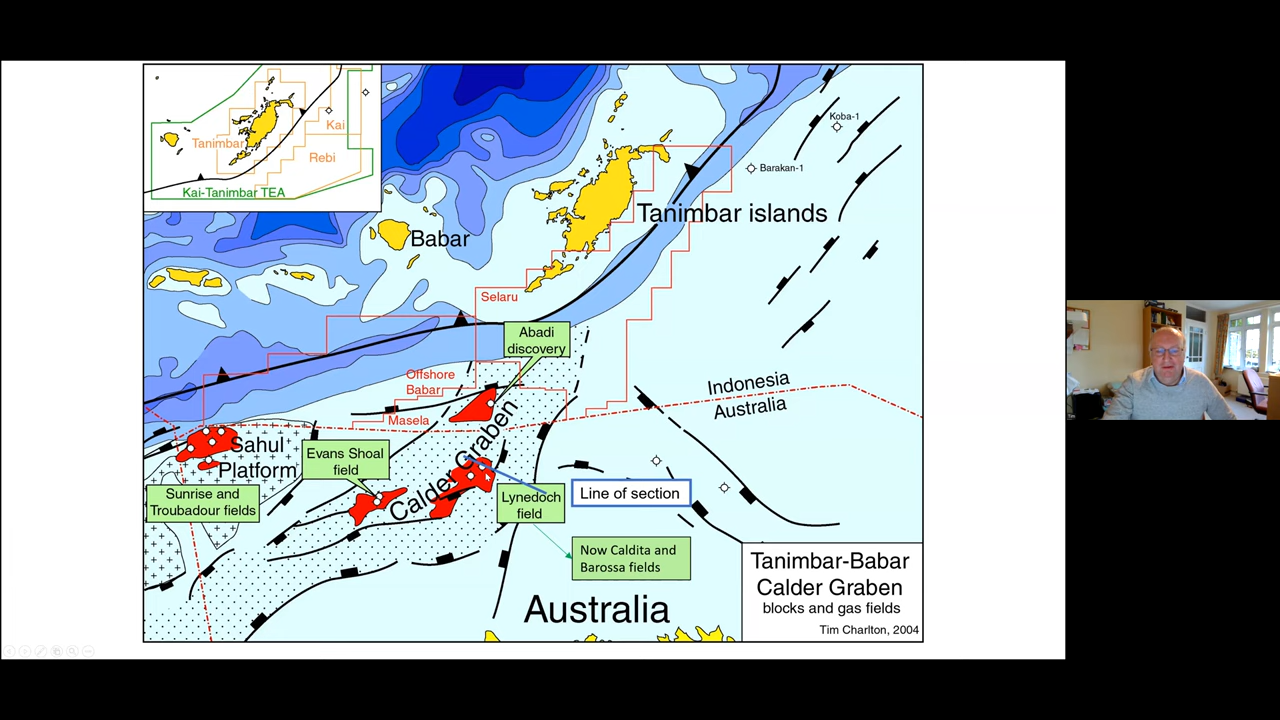 Tanimbar
Kai
Rebi
Kai-Tanimbar TEA
Koba-1
Barakan-1
Tanimbar islands
Babar
Selaru
Abadi
discovery
Offshore
Babar
Masela
Indonesia
Australia
Sahul
Platform
Evans Shoal
field
Calder Graben
Sunrise and
Troubadour fields
Lynedoch
field
Line of section
Now Caldita and
Barossa fields
Australia
Tanimbar-Babar
Calder Graben
blocks and gas fields
Tim Charlton, 2004
Tim